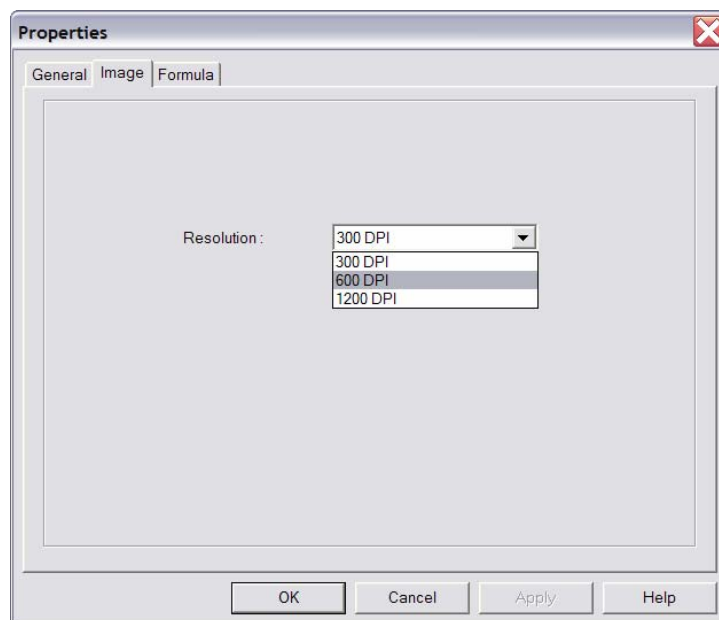 Properties
General Image Formula
Resolution : 300 DPI
300 DPI
600 DPI
1200 DPI
OK Cancel Apply Help